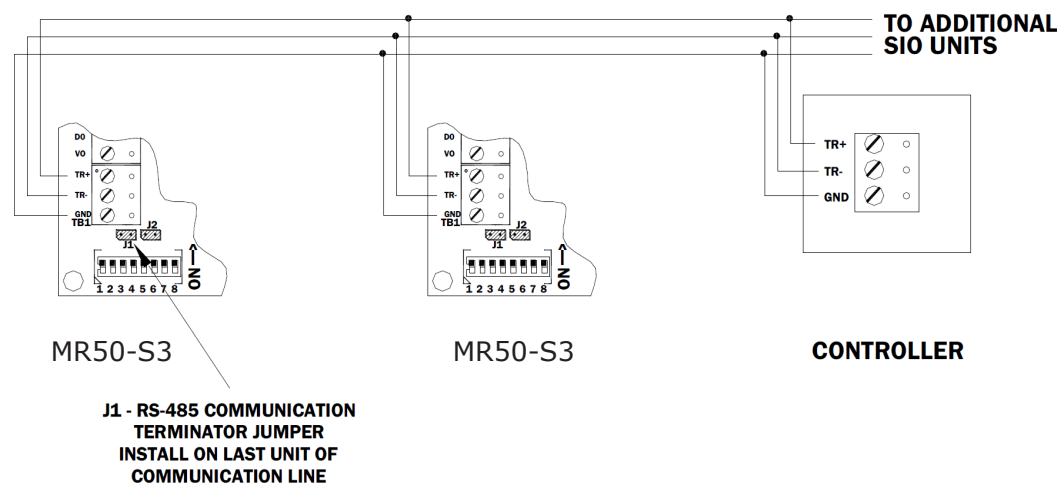 TO ADDITIONAL
SIO UNITS
D0
VO
TR+
TR-
GND
TB1
J2
J1
1 2 3 4 5 6 7 8
ON
D0
VO
TR+
TR-
GND
TB1
J2
J1
1 2 3 4 5 6 7 8
ON
TR+
TR-
GND
MR50-S3
MR50-S3
CONTROLLER
J1 - RS-485 COMMUNICATION
TERMINATOR JUMPER
INSTALL ON LAST UNIT OF
COMMUNICATION LINE